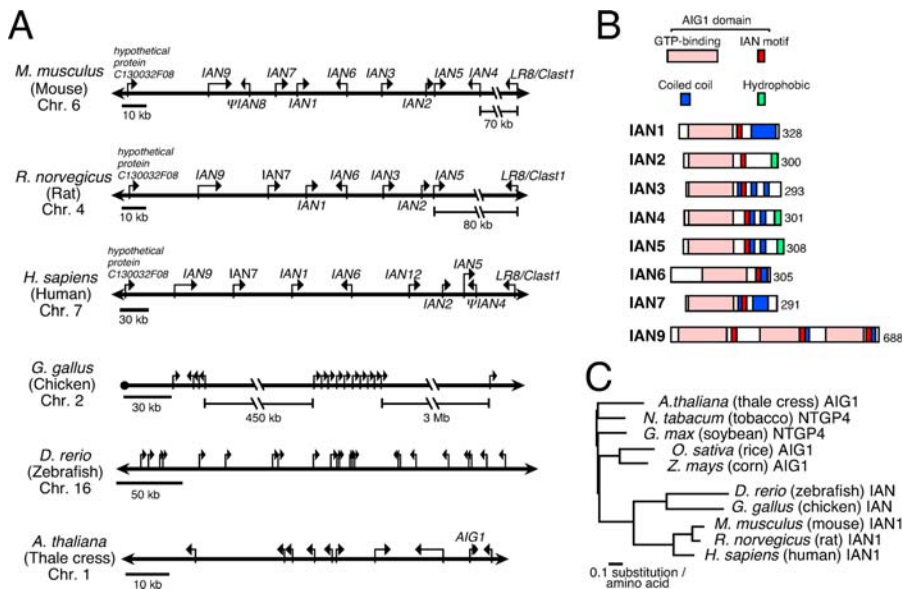 A
hypothetical
protein
C130032F08
IAN9
IAN7
IAN6
IAN3
IAN5
IAN4
LR8/Clast1
M. musculus
(Mouse)
Chr. 6
ΨIAN8
IAN1
IAN2
10 kb
70 kb
hypothetical
protein
C130032F08
IAN9
IAN7
IAN6
IAN3
IAN5
LR8/Clast1
R. norvegicus
(Rat)
Chr. 4
IAN1
IAN2
10 kb
80 kb
hypothetical
protein
C130032F08
IAN9
IAN7
IAN1
IAN6
IAN12
IAN5
LR8/Clast1
H. sapiens
(Human)
Chr. 7
IAN2
ΨIAN4
30 kb
G. gallus
(Chicken)
Chr. 2
30 kb
450 kb
3 Mb
D. rerio
(Zebrafish)
Chr. 16
50 kb
A. thaliana
(Thale cress)
Chr. 1
AIG1
10 kb
B
AIG1 domain
GTP-binding
IAN motif
Coiled coil
Hydrophobic
IAN1 328
IAN2 300
IAN3 293
IAN4 301
IAN5 308
IAN6 305
IAN7 291
IAN9 688
C
A.thaliana (thale cress) AIG1
N. tabacum (tobacco) NTGP4
G. max (soybean) NTGP4
O. sativa (rice) AIG1
Z. mays (corn) AIG1
D. rerio (zebrafish) IAN
G. gallus (chicken) IAN
M. musculus (mouse) IAN1
R. norvegicus (rat) IAN1
H. sapiens (human) IAN1
0.1 substitution /
amino acid